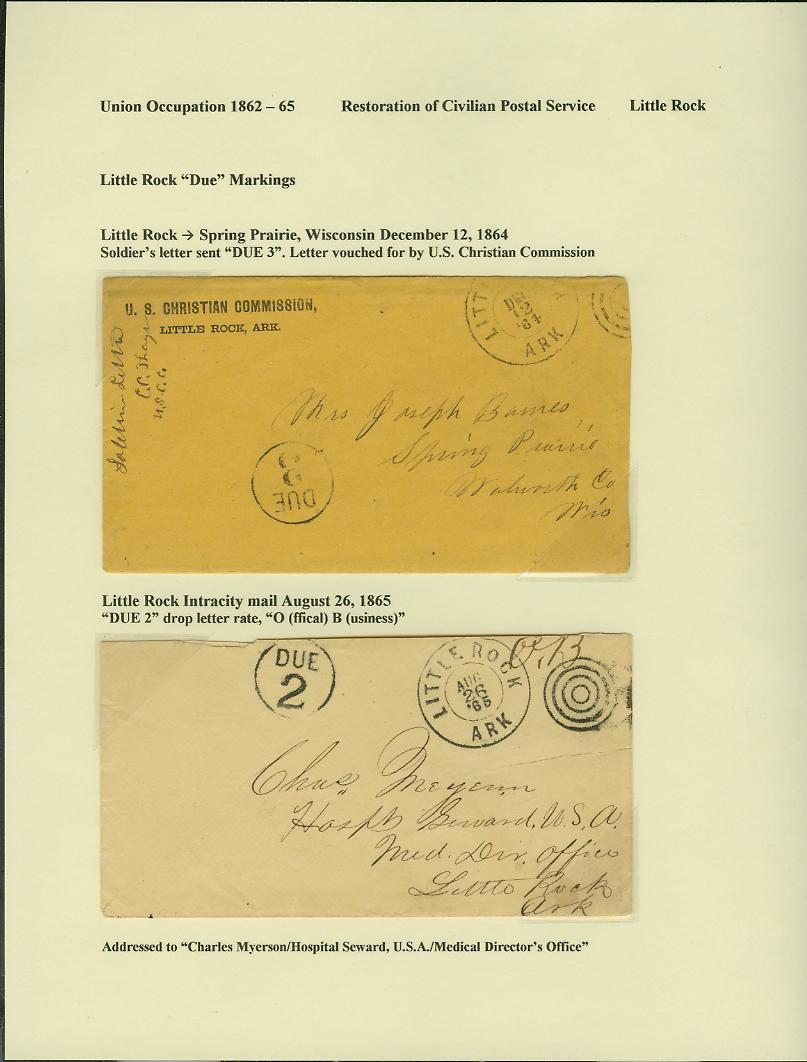 Union Occupation 1862 – 65 Restoration of Civilian Postal Service Little Rock
Little Rock “Due” Markings
Little Rock → Spring Prairie, Wisconsin December 12, 1864
Soldier’s letter sent “DUE 3”. Letter vouched for by U.S. Christian Commission
U. S. CHRISTIAN COMMISSION,
LITTLE ROCK, ARK.
LITT
DEC
12
'64
ARK
U.S.C.C.
Mrs Joseph Barnes
Spring Prairie
Walworth Co
Wis
DUE
3
Little Rock Intracity mail August 26, 1865
“DUE 2” drop letter rate, “O (ffical) B (usiness)”
DUE
2
LITTLE ROCK
AUG
26
'65
ARK
O.B
Chas. Meyerin
Hospt. Seward, U.S.A.
Med. Dir. Office
Little Rock
Ark
Addressed to “Charles Myerson/Hospital Seward, U.S.A./Medical Director’s Office”